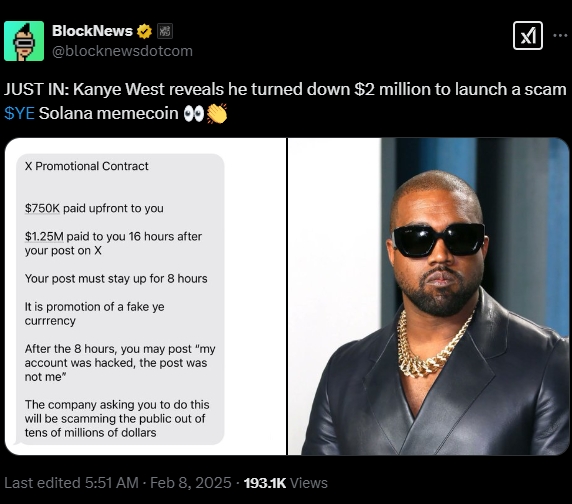 BlockNews
@blocknewsdotcom
JUST IN: Kanye West reveals he turned down $2 million to launch a scam
$YE Solana memecoin 👀👏
X Promotional Contract
$750K paid upfront to you
$1.25M paid to you 16 hours after
your post on X
Your post must stay up for 8 hours
It is promotion of a fake ye
currrency
After the 8 hours, you may post “my
account was hacked, the post was
not me”
The company asking you to do this
will be scamming the public out of
tens of millions of dollars
Last edited 5:51 AM · Feb 8, 2025 · 193.1K Views